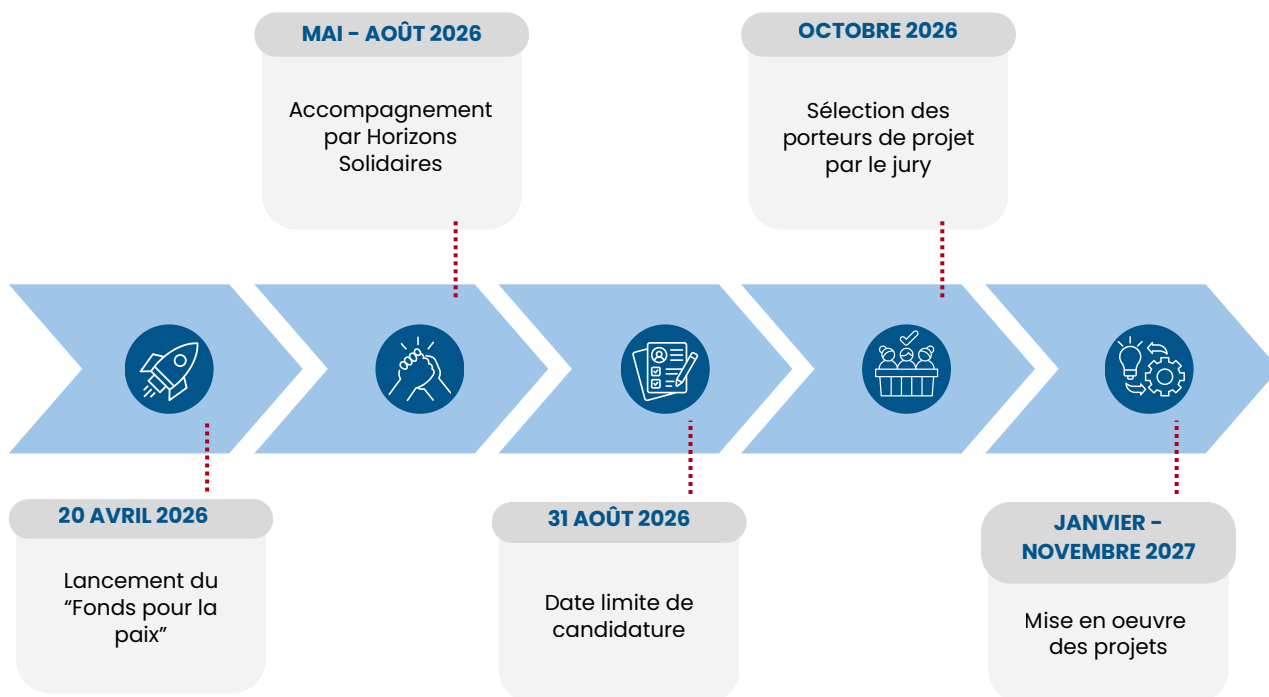 MAI - AOÛT 2026
Accompagnement
par Horizons
Solidaires
OCTOBRE 2026
Sélection des
porteurs de projet
par le jury
20 AVRIL 2026
Lancement du
“Fonds pour la
paix”
31 AOÛT 2026
Date limite de
candidature
JANVIER -
NOVEMBRE 2027
Mise en oeuvre
des projets